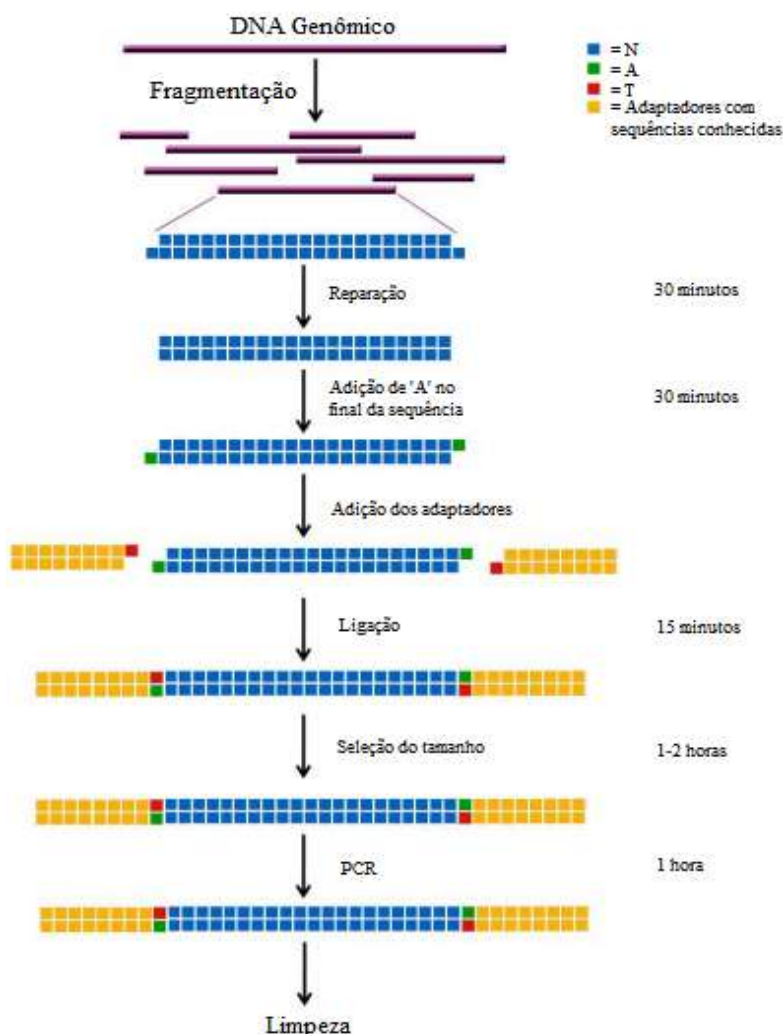 DNA Genômico
= N
= A
= T
= Adaptadores com
sequências conhecidas
Fragmentação
Reparação
30 minutos
Adição de 'A' no
final da sequência
30 minutos
Adição dos adaptadores
Ligação
15 minutos
Seleção do tamanho
1-2 horas
PCR
1 hora
Limpeza